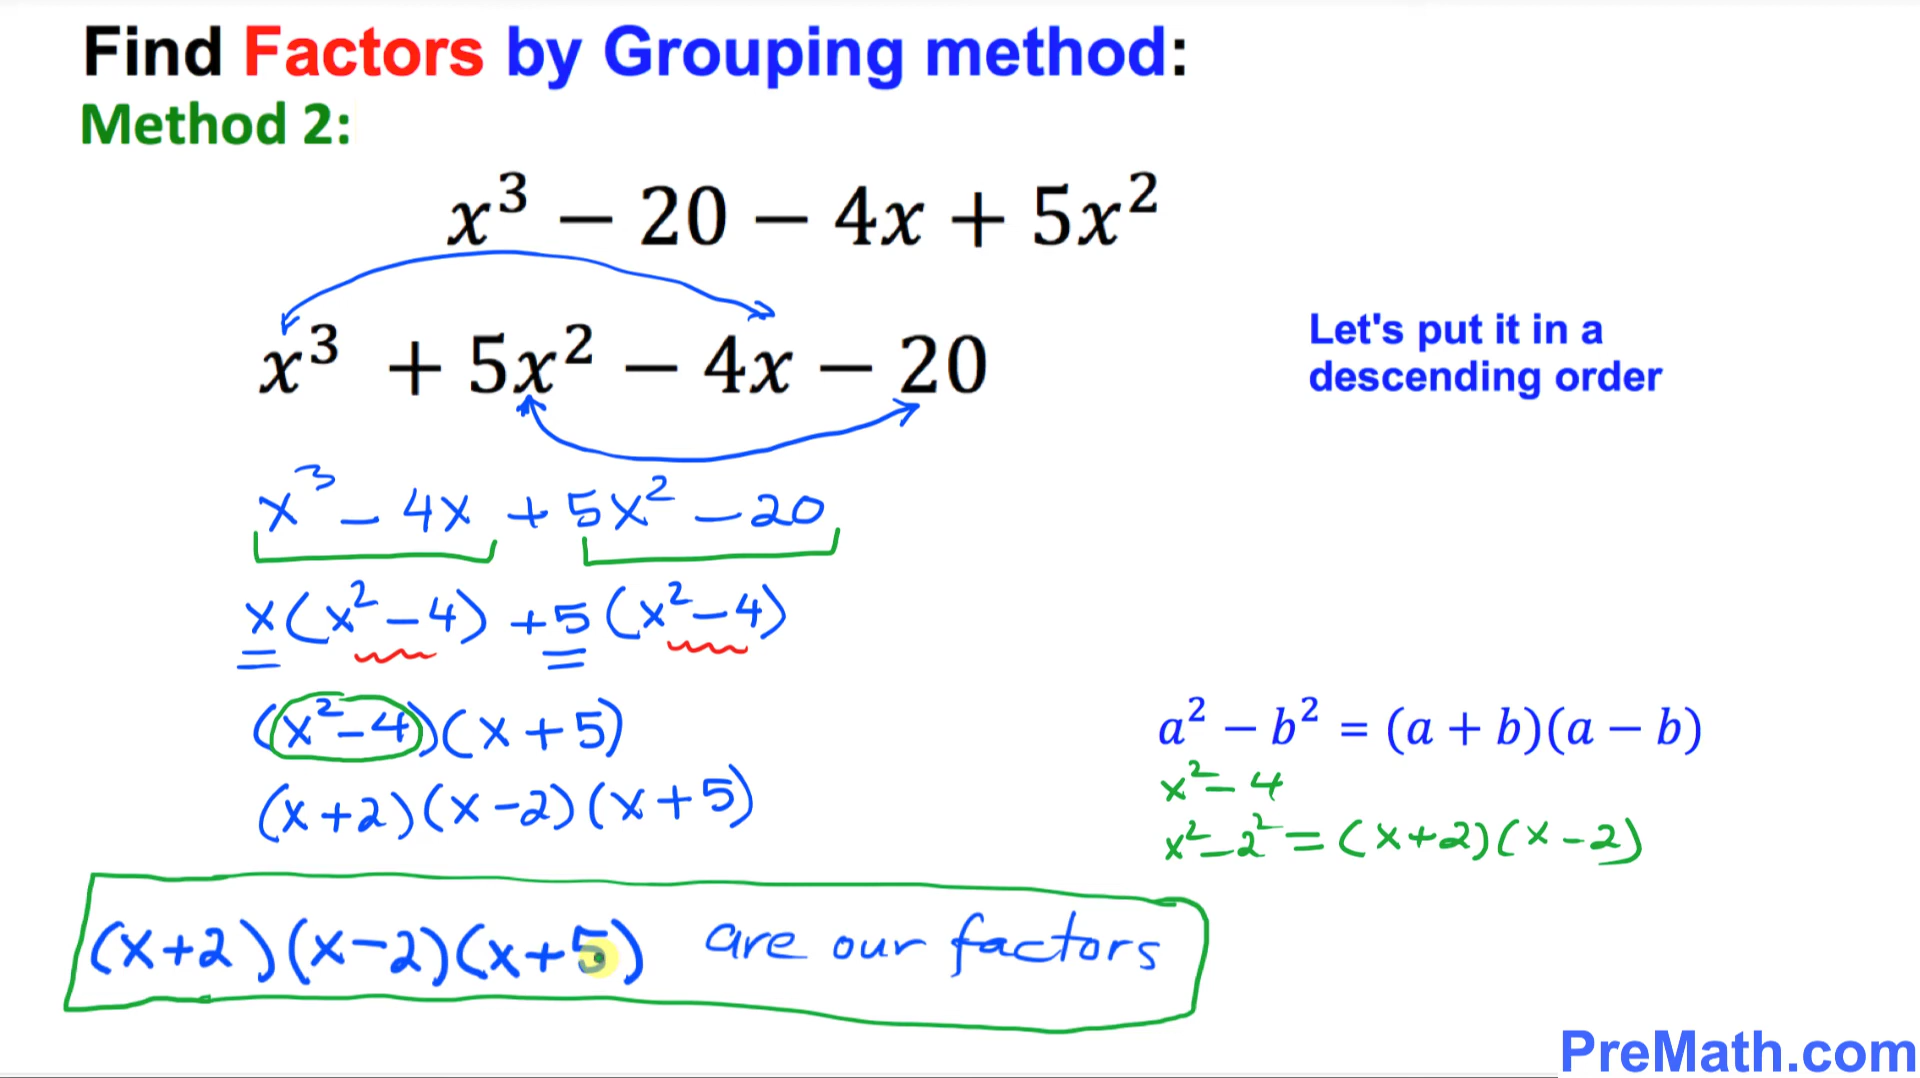 Find Factors by Grouping method:
Method 2:
x³ − 20 − 4x + 5x²
x³ + 5x² − 4x − 20
Let's put it in a
descending order
x³ − 4x + 5x² − 20
x(x² − 4) + 5(x² − 4)
(x² − 4)(x + 5)
(x+2)(x−2)(x+5)
a² − b² = (a + b)(a − b)
x² − 4
x² − 2² = (x+2)(x−2)
(x+2)(x−2)(x+5) are our factors
PreMath.com